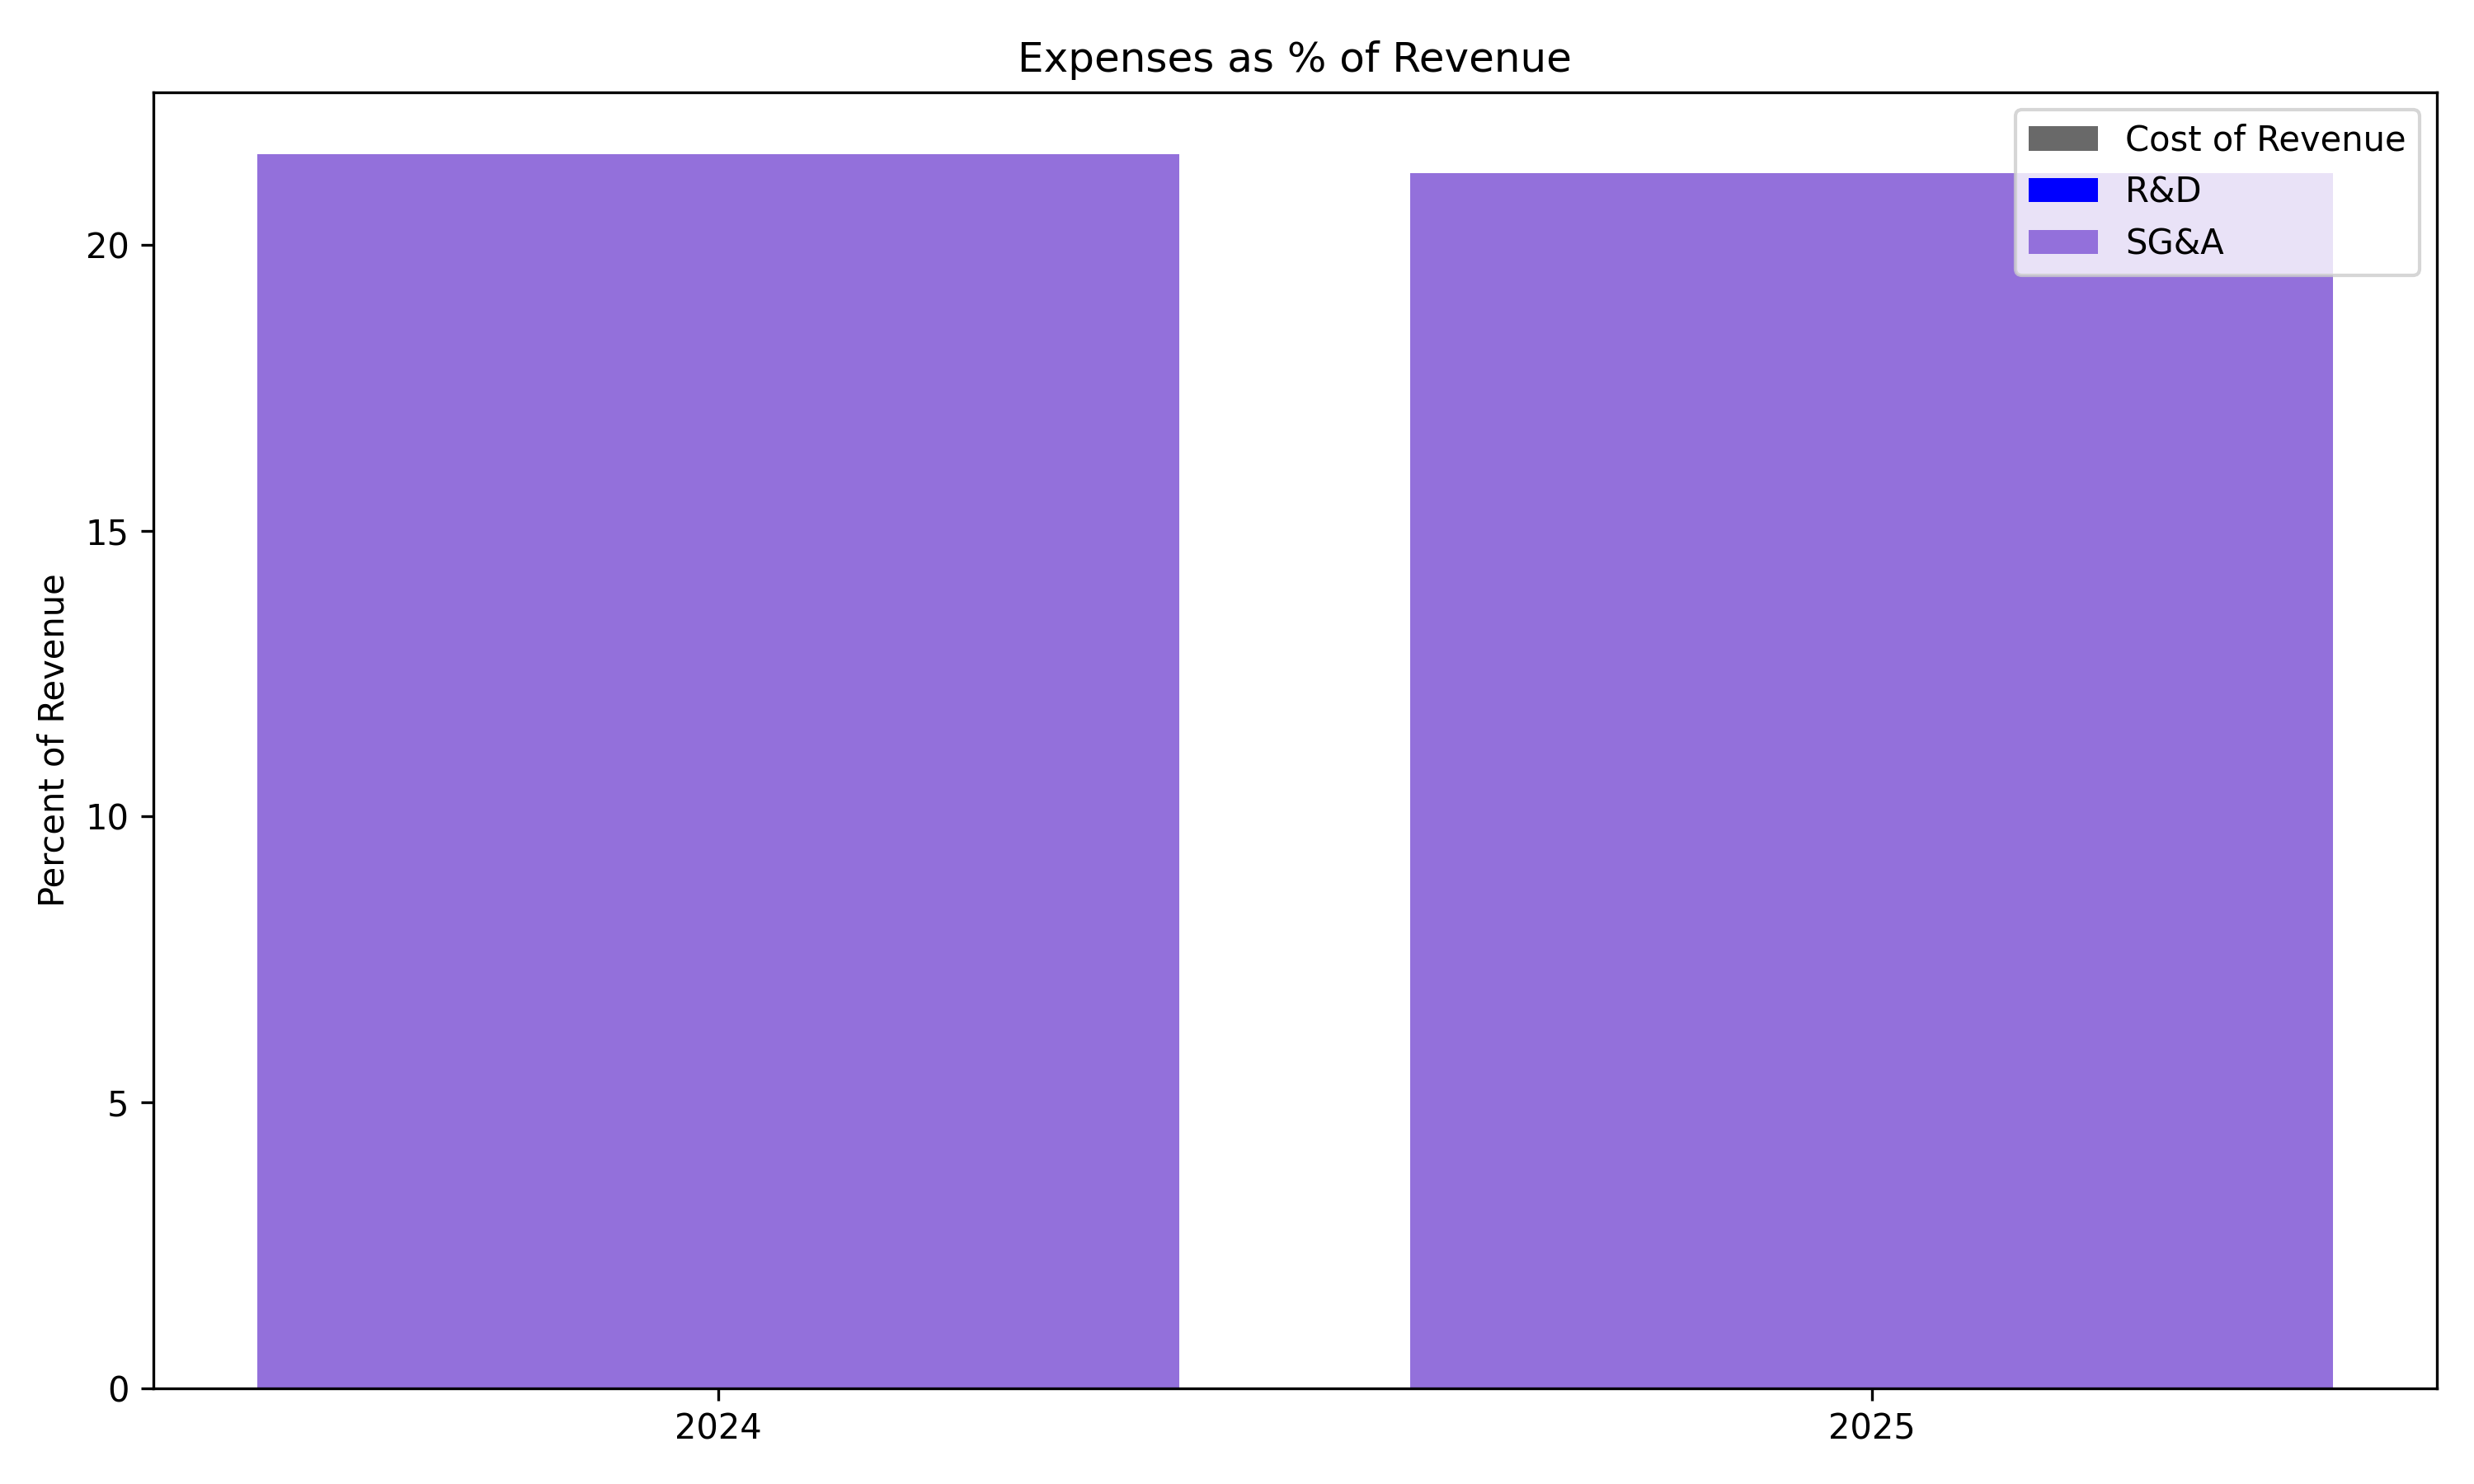 Expenses as % of Revenue
Cost of Revenue
R&D
SG&A
Percent of Revenue
20
15
10
5
0
2024
2025